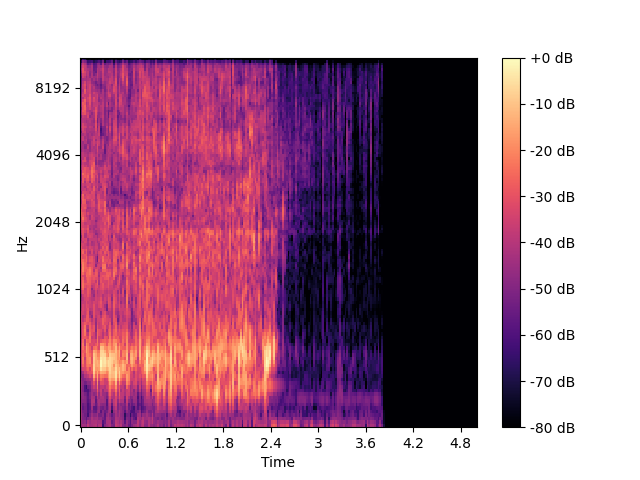 +0 dB
8192
-10 dB
4096
-20 dB
-30 dB
2048
-40 dB
Hz
1024
-50 dB
512
-60 dB
-70 dB
0
-80 dB
0 0.6 1.2 1.8 2.4 3 3.6 4.2 4.8
Time